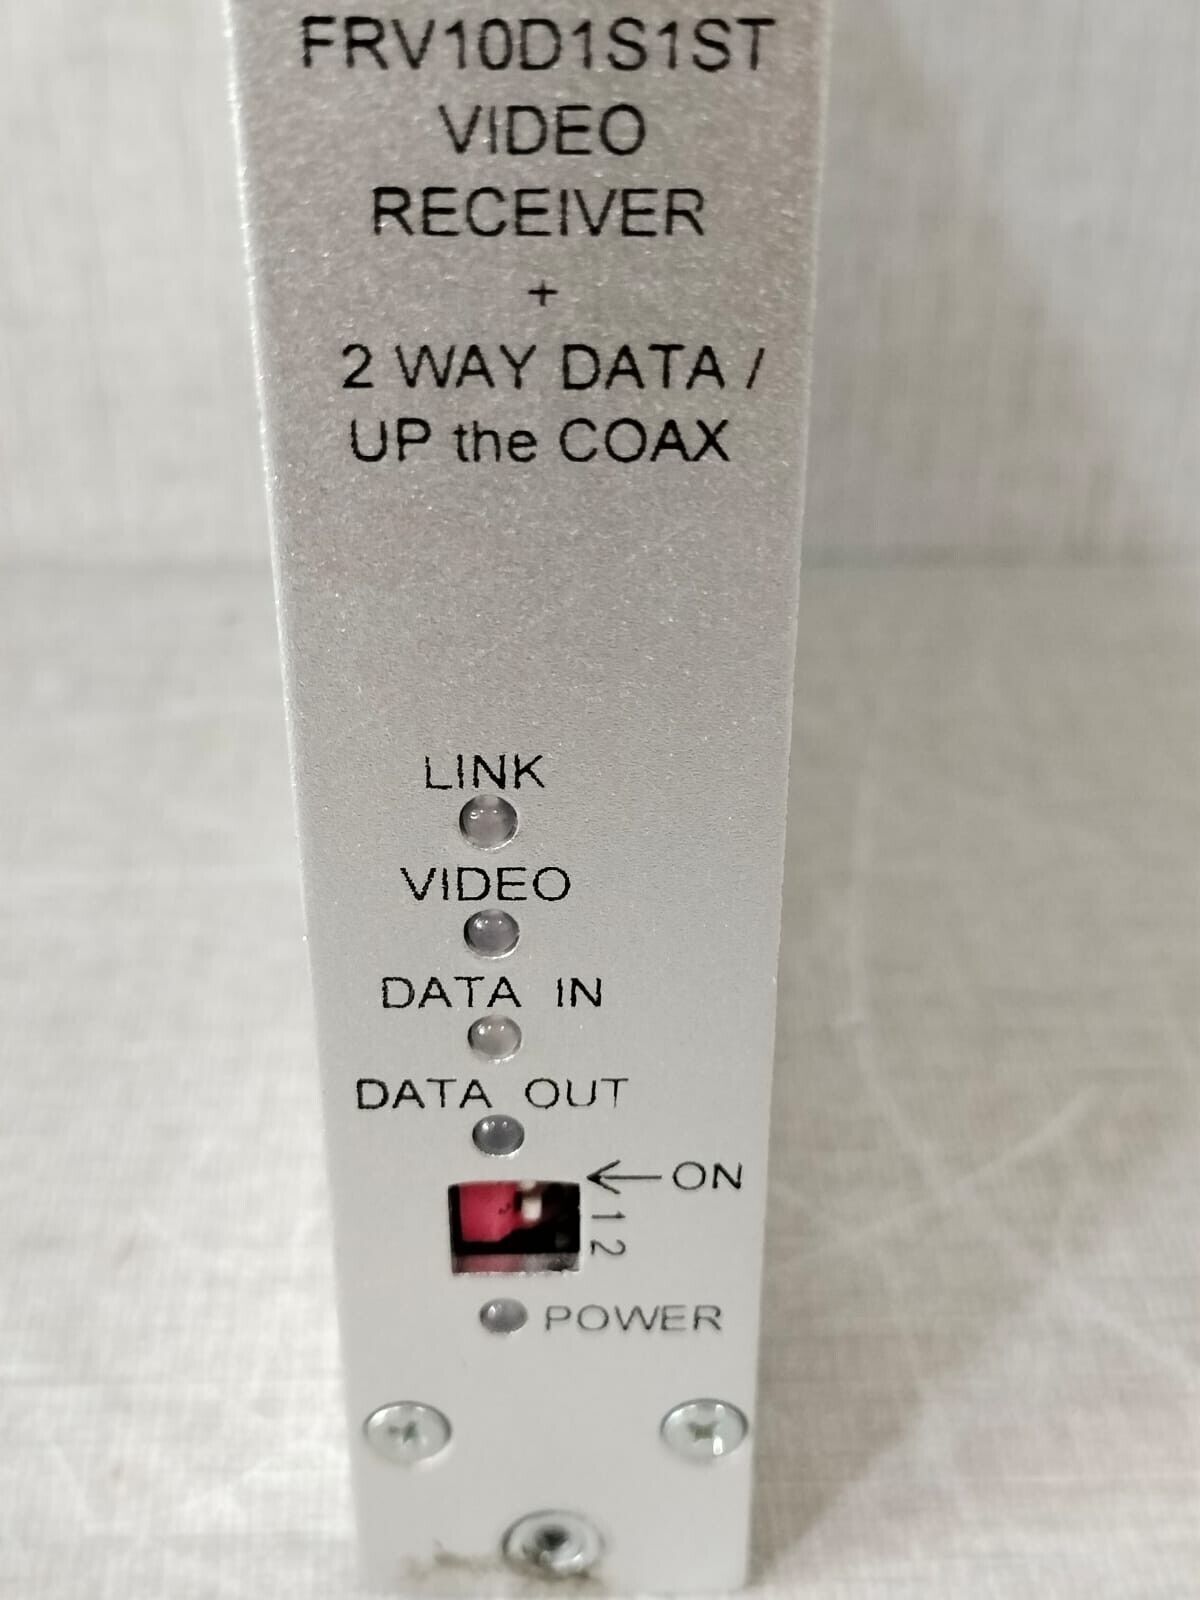 FRV10D1S1ST
VIDEO
RECEIVER
+
2 WAY DATA /
UP the COAX
LINK
VIDEO
DATA IN
DATA OUT
←ON
1
2
POWER